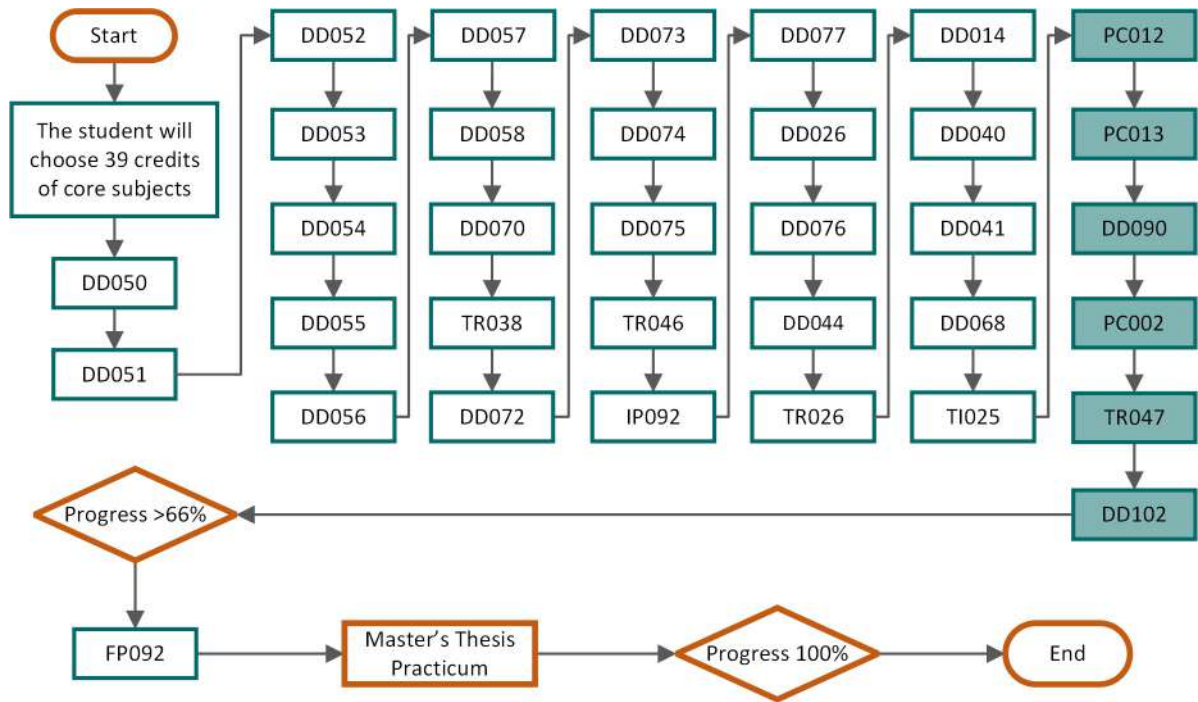 Start
The student will
choose 39 credits
of core subjects
DD050
DD051
DD052
DD053
DD054
DD055
DD056
DD057
DD058
DD070
TR038
DD072
DD073
DD074
DD075
TR046
IP092
DD077
DD026
DD076
DD044
TR026
DD014
DD040
DD041
DD068
TI025
PC012
PC013
DD090
PC002
TR047
DD102
Progress >66%
FP092
Master’s Thesis
Practicum
Progress 100%
End